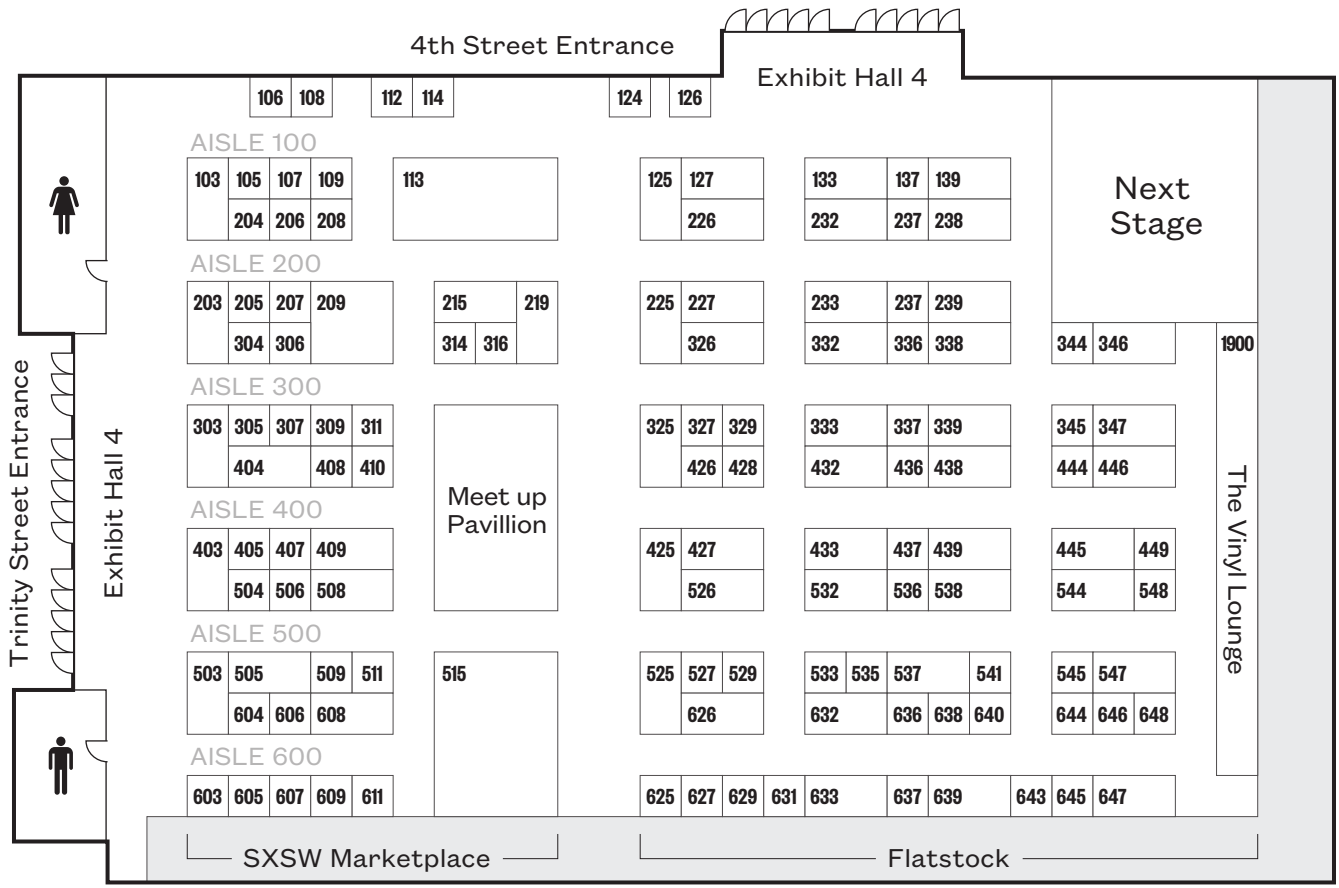 4th Street Entrance
Exhibit Hall 4
106 108 112 114 124 126
AISLE 100
103 105 107 109 113 125 127 133 137 139
204 206 208 226 232 237 238
Next
Stage
AISLE 200
203 205 207 209 215 219 225 227 233 237 239
304 306 314 316 326 332 336 338 344 346 1900
AISLE 300
303 305 307 309 311 325 327 329 333 337 339 345 347
404 408 410 426 428 432 436 438 444 446
Meet up
Pavillion
AISLE 400
403 405 407 409 425 427 433 437 439 445 449
504 506 508 526 532 536 538 544 548
AISLE 500
503 505 509 511 515 525 527 529 533 535 537 541 545 547
604 606 608 626 632 636 638 640 644 646 648
AISLE 600
603 605 607 609 611 625 627 629 631 633 637 639 643 645 647
Trinity Street Entrance
Exhibit Hall 4
The Vinyl Lounge
SXSW Marketplace
Flatstock